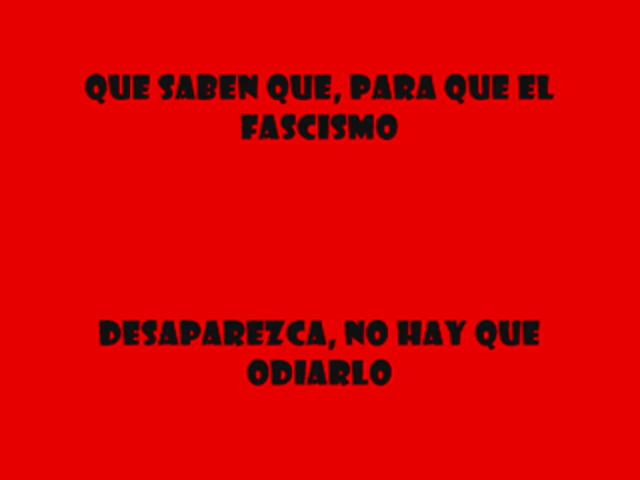 QUE SABEN QUE, PARA QUE EL
FASCISMO
DESAPAREZCA, NO HAY QUE
ODIARLO